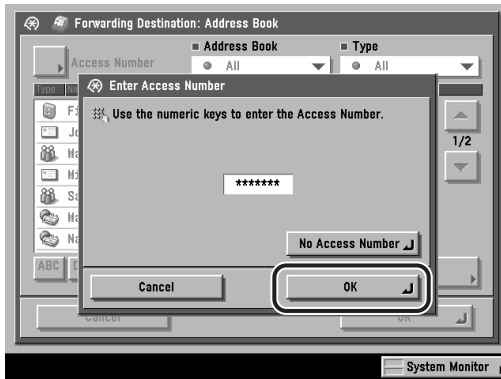 Forwarding Destination: Address Book
Address Book
Type
Access Number
All
All
Type
Enter Access Number
Use the numeric keys to enter the Access Number.
1/2
*******
No Access Number
ABC
Cancel
OK
Cancel
OK
System Monitor